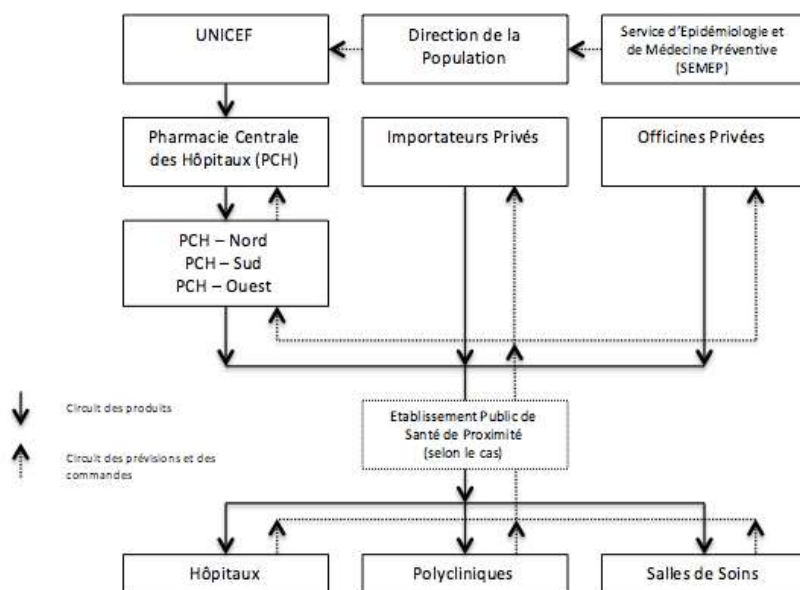 UNICEF
Direction de la
Population
Service d'Epidémiologie et
de Médecine Préventive
(SEMEP)
Pharmacie Centrale
des Hôpitaux (PCH)
Importateurs Privés
Officines Privées
PCH – Nord
PCH – Sud
PCH – Ouest
Circuit des produits
Circuit des prévisions et des
commandes
Etablissement Public de
Santé de Proximité
(selon le cas)
Hôpitaux
Polycliniques
Salles de Soins